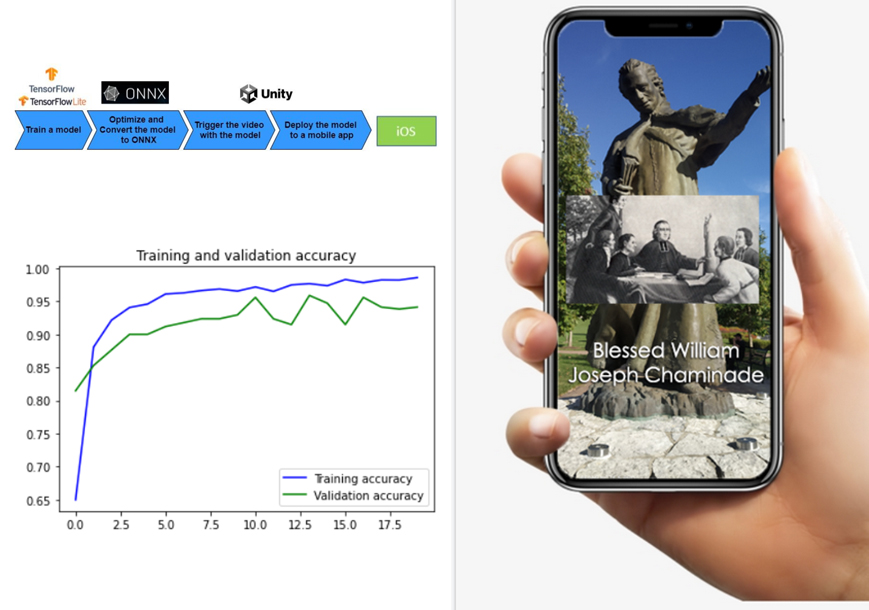 TensorFlow
TensorFlow Lite
ONNX
Unity
Train a model
Optimize and
Convert the model
to ONNX
Trigger the video
with the model
Deploy the model
to a mobile app
iOS
Training and validation accuracy
1.00
0.95
0.90
0.85
0.80
0.75
0.70
0.65
Training accuracy
Validation accuracy
0.0 2.5 5.0 7.5 10.0 12.5 15.0 17.5
Blessed William
Joseph Chaminade